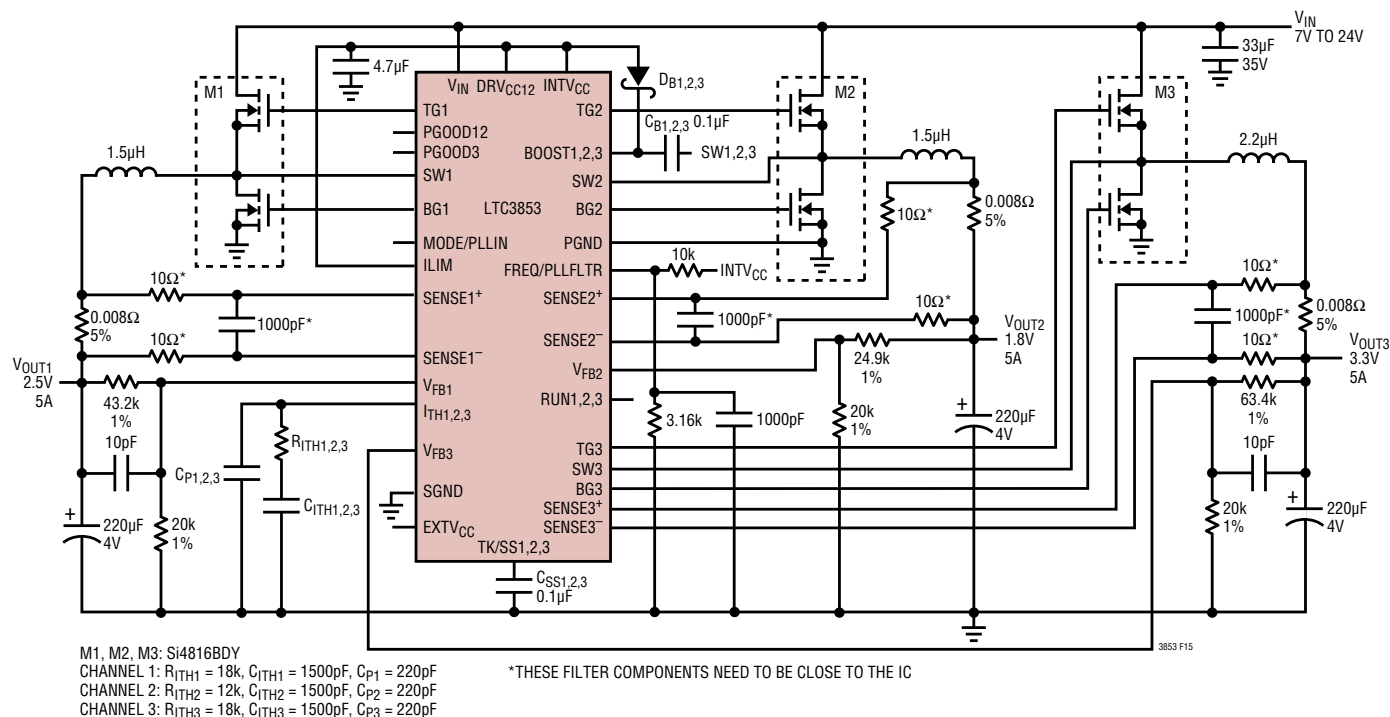 V_IN
7V TO 24V
33µF
35V
4.7µF
V_IN DRV_CC12 INTV_CC
D_B1,2,3
M1
TG1
PGOOD12
PGOOD3
SW1
BG1
MODE/PLLIN
ILIM
LTC3853
TG2
C_B1,2,3 0.1µF
BOOST1,2,3
SW1,2,3
SW2
BG2
PGND
FREQ/PLLFLTR
10k
INTV_CC
M2
M3
1.5µH
1.5µH
2.2µH
10Ω*
0.008Ω
5%
10Ω*
SENSE1+
0.008Ω
5%
1000pF*
10Ω*
SENSE1–
SENSE2+
1000pF*
10Ω*
SENSE2–
10Ω*
1000pF*
0.008Ω
5%
10Ω*
V_OUT1
2.5V
5A
V_OUT2
1.8V
5A
V_OUT3
3.3V
5A
43.2k
1%
V_FB1
I_TH1,2,3
V_FB2
24.9k
1%
63.4k
1%
RUN1,2,3
10pF
C_P1,2,3
R_ITH1,2,3
C_ITH1,2,3
V_FB3
SGND
EXTV_CC
TK/SS1,2,3
3.16k
1000pF
20k
1%
220µF
4V
+
TG3
SW3
BG3
SENSE3+
SENSE3–
10pF
20k
1%
220µF
4V
+
220µF
4V
+
20k
1%
C_SS1,2,3
0.1µF
3853 F15
M1, M2, M3: Si4816BDY
CHANNEL 1: R_ITH1 = 18k, C_ITH1 = 1500pF, C_P1 = 220pF
CHANNEL 2: R_ITH2 = 12k, C_ITH2 = 1500pF, C_P2 = 220pF
CHANNEL 3: R_ITH3 = 18k, C_ITH3 = 1500pF, C_P3 = 220pF
*THESE FILTER COMPONENTS NEED TO BE CLOSE TO THE IC